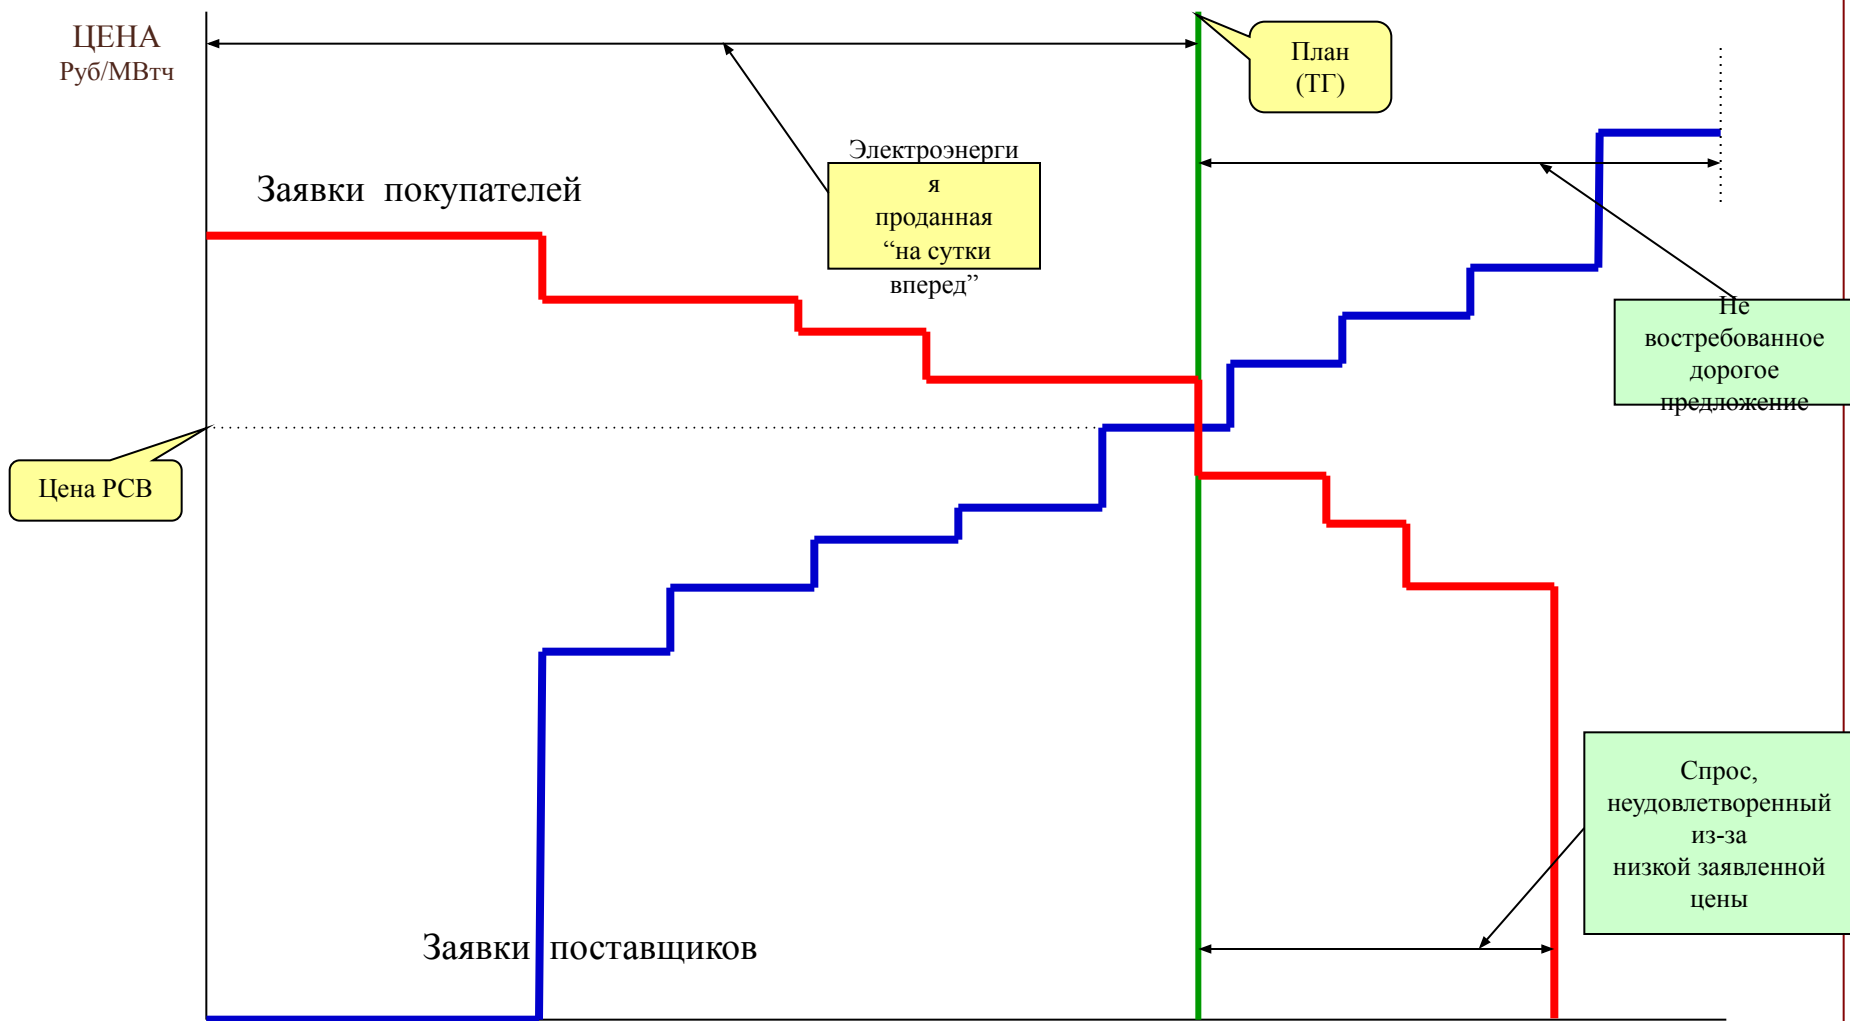 ЦЕНА
Руб/МВтч
План
(ТГ)
Электроэнерги
я
проданная
“на сутки
вперед”
Заявки покупателей
Не
востребованное
дорогое
предложение
Цена РСВ
Спрос,
неудовлетворенный
из-за
низкой заявленной
цены
Заявки поставщиков